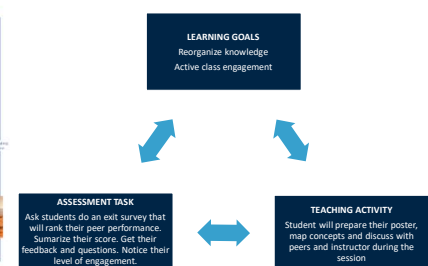 LEARNING GOALS
Reorganize knowledge
Active class engagement
ASSESSMENT TASK
Ask students do an exit survey that
will rank their peer performance.
Sumarize their score. Get their
feedback and questions. Notice their
level of engagement.
TEACHING ACTIVITY
Student will prepare their poster,
map concepts and discuss with
peers and instructor during the
session